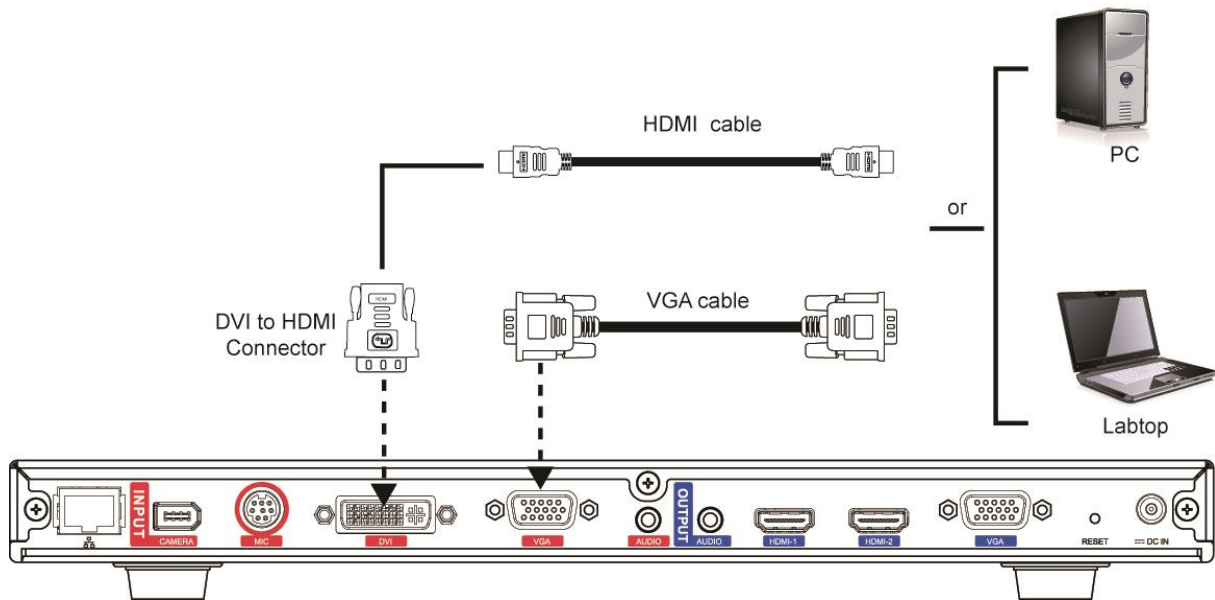 HDMI cable
PC
or
HDMI
DVI to HDMI
Connector
VGA cable
Labtop
INPUT
CAMERA
MIC
DVI
VGA
AUDIO
OUTPUT
AUDIO
HDMI-1
HDMI-2
VGA
RESET
DC IN